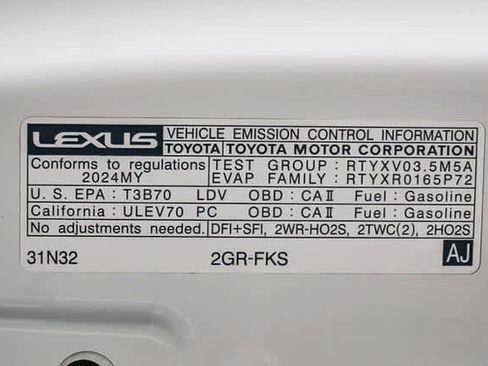 LEXUS VEHICLE EMISSION CONTROL INFORMATION
TOYOTA TOYOTA MOTOR CORPORATION
Conforms to regulations TEST GROUP : RTYXV03.5M5A
2024MY EVAP FAMILY : RTYXR0165P72
U. S. EPA : T3B70 LDV OBD : CAⅡ Fuel : Gasoline
California : ULEV70 PC OBD : CAⅡ Fuel : Gasoline
No adjustments needed. DFI+SFI, 2WR-HO2S, 2TWC(2), 2HO2S
31N32 2GR-FKS AJ